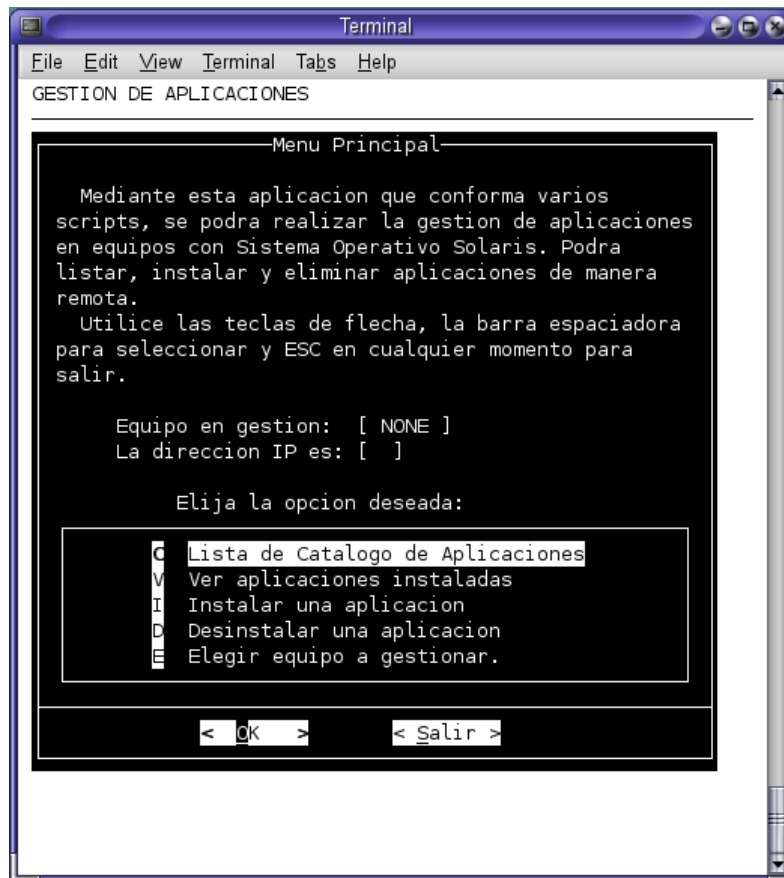 Terminal
File Edit View Terminal Tabs Help
GESTION DE APLICACIONES
Menu Principal
Mediante esta aplicacion que conforma varios
scripts, se podra realizar la gestion de aplicaciones
en equipos con Sistema Operativo Solaris. Podra
listar, instalar y eliminar aplicaciones de manera
remota.
Utilice las teclas de flecha, la barra espaciadora
para seleccionar y ESC en cualquier momento para
salir.
Equipo en gestion: [ NONE ]
La direccion IP es: [  ]
Elija la opcion deseada:
C Lista de Catalogo de Aplicaciones
V Ver aplicaciones instaladas
I Instalar una aplicacion
D Desinstalar una aplicacion
E Elegir equipo a gestionar.
< OK > < Salir >